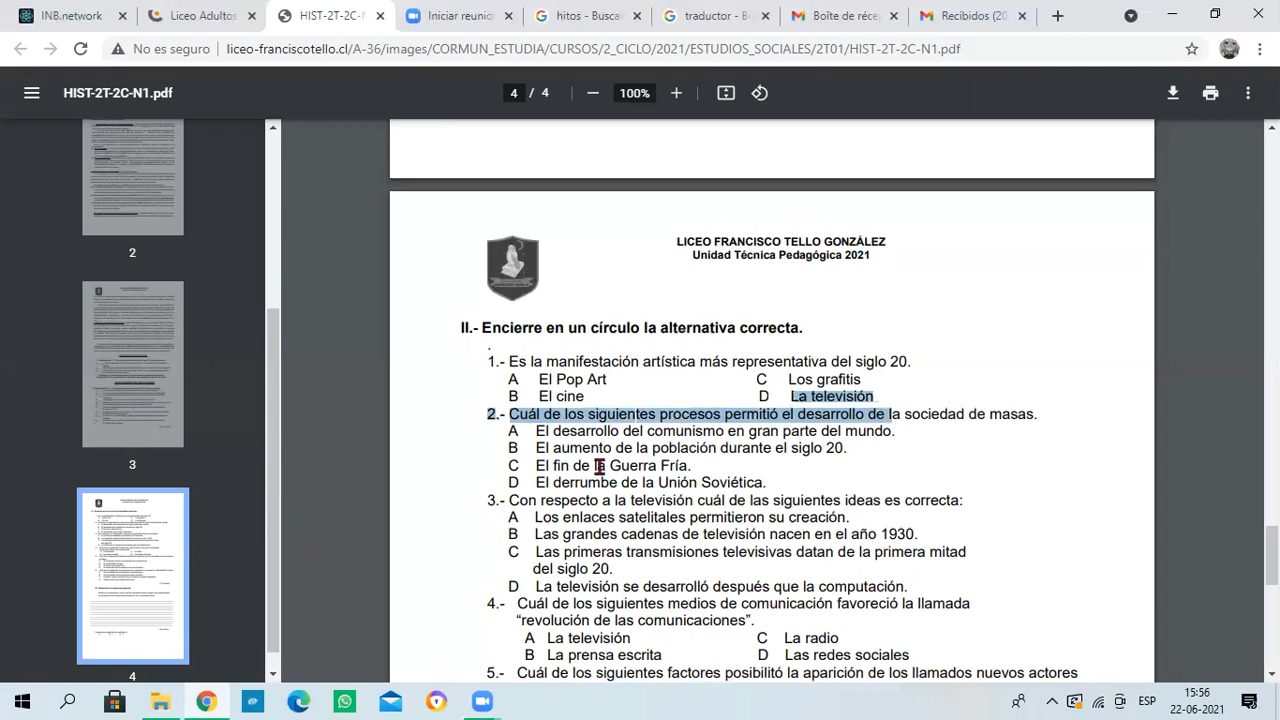 INB.network
Liceo Adultos
HIST-2T-2C-N
Iniciar reunió
hitos - Buscar
traductor - Bu
Boîte de réce
Recibidos (20
No es seguro
liceo-franciscotello.cl/A-36/images/CORMUN_ESTUDIA/CURSOS/2_CICLO/2021/ESTUDIOS_SOCIALES/2T01/HIST-2T-2C-N1.pdf
HIST-2T-2C-N1.pdf
4 / 4
100%
2
3
4
LICEO FRANCISCO TELLO GONZÁLEZ
Unidad Técnica Pedagógica 2021
II.- Encierre en un círculo la alternativa correcta.
.
1.- Es la manifestación artística más representativa del siglo 20.
A El Pop Art C Los grafitis
B El cine D La televisión
2.- Cuál de los siguientes procesos permitió el desarrollo de la sociedad de masas.
A El desarrollo del comunismo en gran parte del mundo.
B El aumento de la población durante el siglo 20.
C El fin de la Guerra Fría.
D El derrumbe de la Unión Soviética.
3.- Con respecto a la televisión cuál de las siguientes ideas es correcta:
A Los enlaces satelitales permitieron su creación.
B Las grandes cadenas de televisión nacen en el año 1930.
C Las primeras transmisiones televisivas datan de la primera mitad
del siglo 20.
D La televisión se desarrolló después que la computación.
4.- Cuál de los siguientes medios de comunicación favoreció la llamada
“revolución de las comunicaciones”.
A La televisión C La radio
B La prensa escrita D Las redes sociales
5.- Cuál de los siguientes factores posibilitó la aparición de los llamados nuevos actores
ESP
15:56
22-06-2021